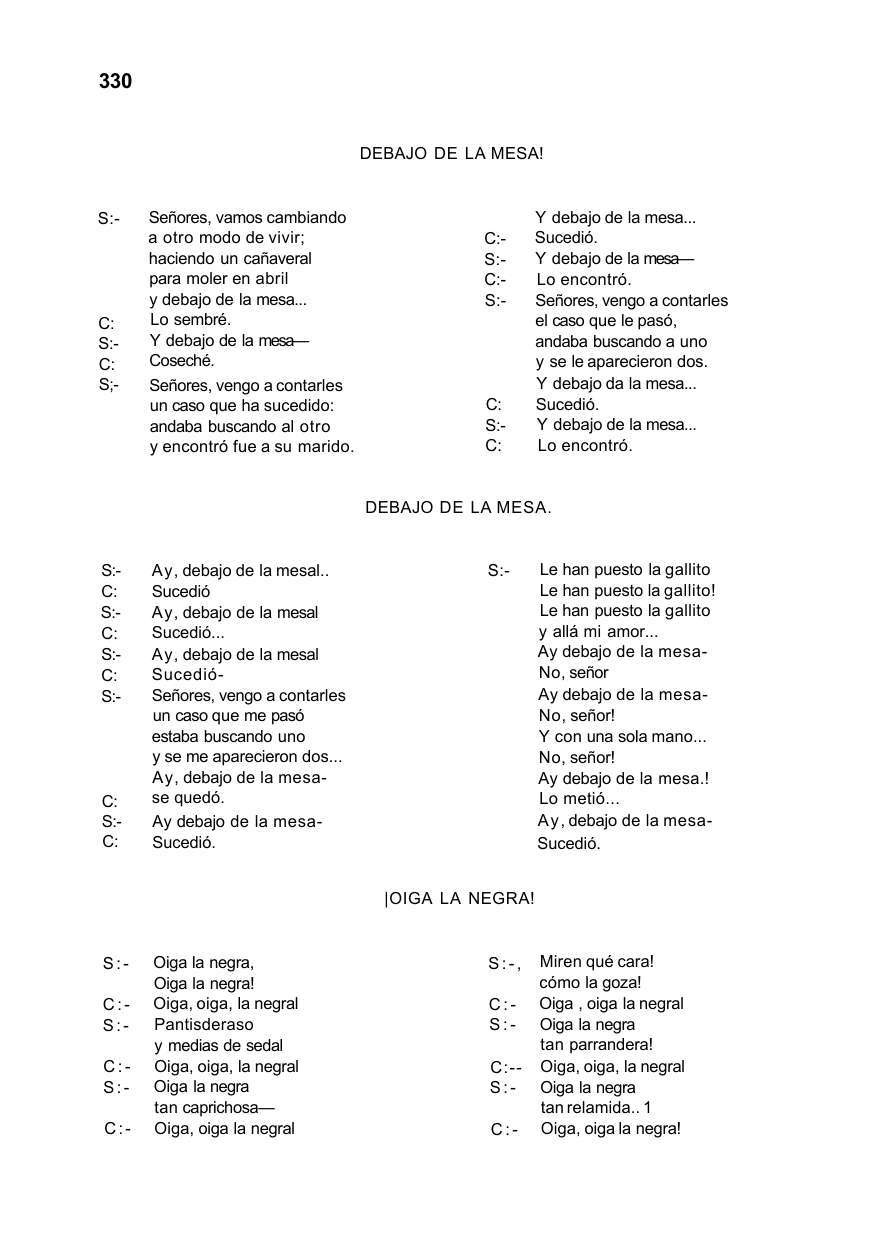 330
DEBAJO DE LA MESA!
S:- Señores, vamos cambiando
a otro modo de vivir;
haciendo un cañaveral
para moler en abril
y debajo de la mesa...
C: Lo sembré.
S:- Y debajo de la mesa—
C: Coseché.
S;- Señores, vengo a contarles
un caso que ha sucedido:
andaba buscando al otro
y encontró fue a su marido.
Y debajo de la mesa...
C:- Sucedió.
S:- Y debajo de la mesa—
C:- Lo encontró.
S:- Señores, vengo a contarles
el caso que le pasó,
andaba buscando a uno
y se le aparecieron dos.
Y debajo da la mesa...
C: Sucedió.
S:- Y debajo de la mesa...
C: Lo encontró.
DEBAJO DE LA MESA.
S:- Ay, debajo de la mesal..
C: Sucedió
S:- Ay, debajo de la mesal
C: Sucedió...
S:- Ay, debajo de la mesal
C: Sucedió-
S:- Señores, vengo a contarles
un caso que me pasó
estaba buscando uno
y se me aparecieron dos...
Ay, debajo de la mesa-
C: se quedó.
S:- Ay debajo de la mesa-
C: Sucedió.
S:- Le han puesto la gallito
Le han puesto la gallito!
Le han puesto la gallito
y allá mi amor...
Ay debajo de la mesa-
No, señor
Ay debajo de la mesa-
No, señor!
Y con una sola mano...
No, señor!
Ay debajo de la mesa.!
Lo metió...
Ay, debajo de la mesa-
Sucedió.
|OIGA LA NEGRA!
S:- Oiga la negra,
Oiga la negra!
C:- Oiga, oiga, la negral
S:- Pantisderaso
y medias de sedal
C:- Oiga, oiga, la negral
S:- Oiga la negra
tan caprichosa—
C:- Oiga, oiga la negral
S:-, Miren qué cara!
cómo la goza!
C:- Oiga , oiga la negral
S:- Oiga la negra
tan parrandera!
C:-- Oiga, oiga, la negral
S:- Oiga la negra
tan relamida.. 1
C:- Oiga, oiga la negra!